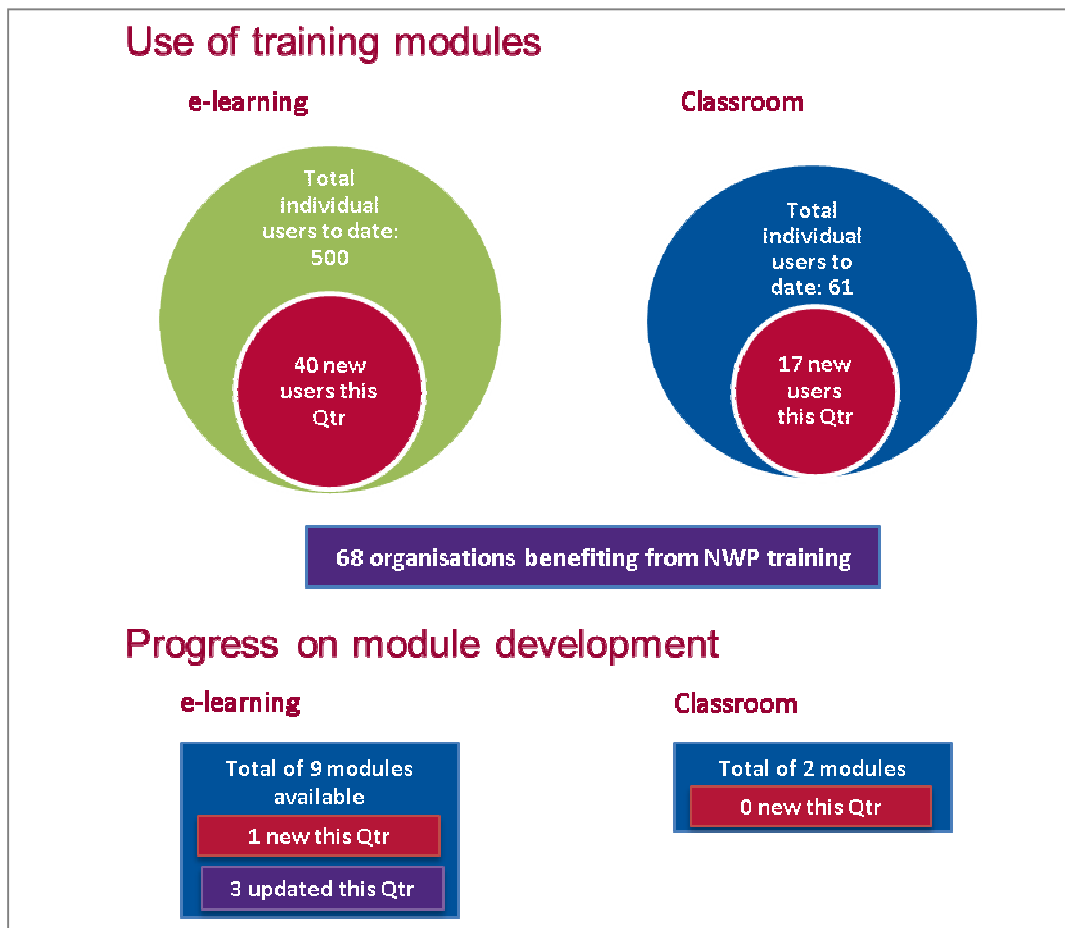 Use of training modules
e-learning
Classroom
Total
individual
users to date:
500
40 new
users this
Qtr
Total
individual
users to
date: 61
17 new
users
this Qtr
68 organisations benefiting from NWP training
Progress on module development
e-learning
Classroom
Total of 9 modules
available
1 new this Qtr
3 updated this Qtr
Total of 2 modules
0 new this Qtr